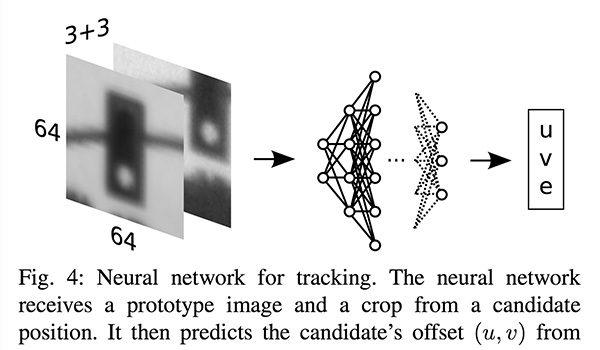 3+3
64
64
u
v
e
Fig. 4: Neural network for tracking. The neural network
receives a prototype image and a crop from a candidate
position. It then predicts the candidate's offset (u, v) from